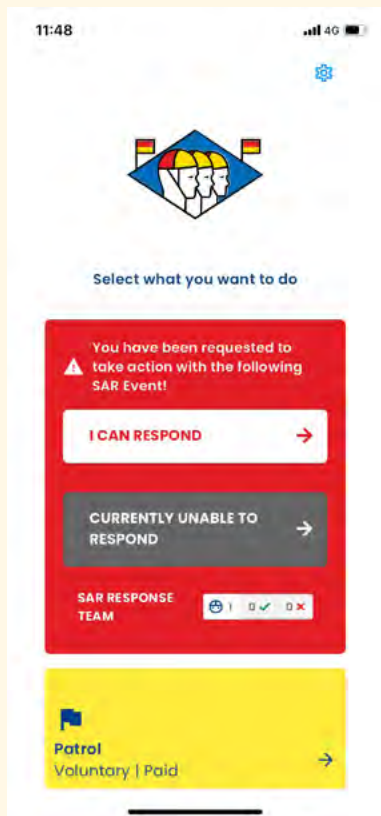 11:48
4G
Select what you want to do
You have been requested to
take action with the following
SAR Event!
I CAN RESPOND
CURRENTLY UNABLE TO
RESPOND
SAR RESPONSE
TEAM
1 0 0
Patrol
Voluntary | Paid